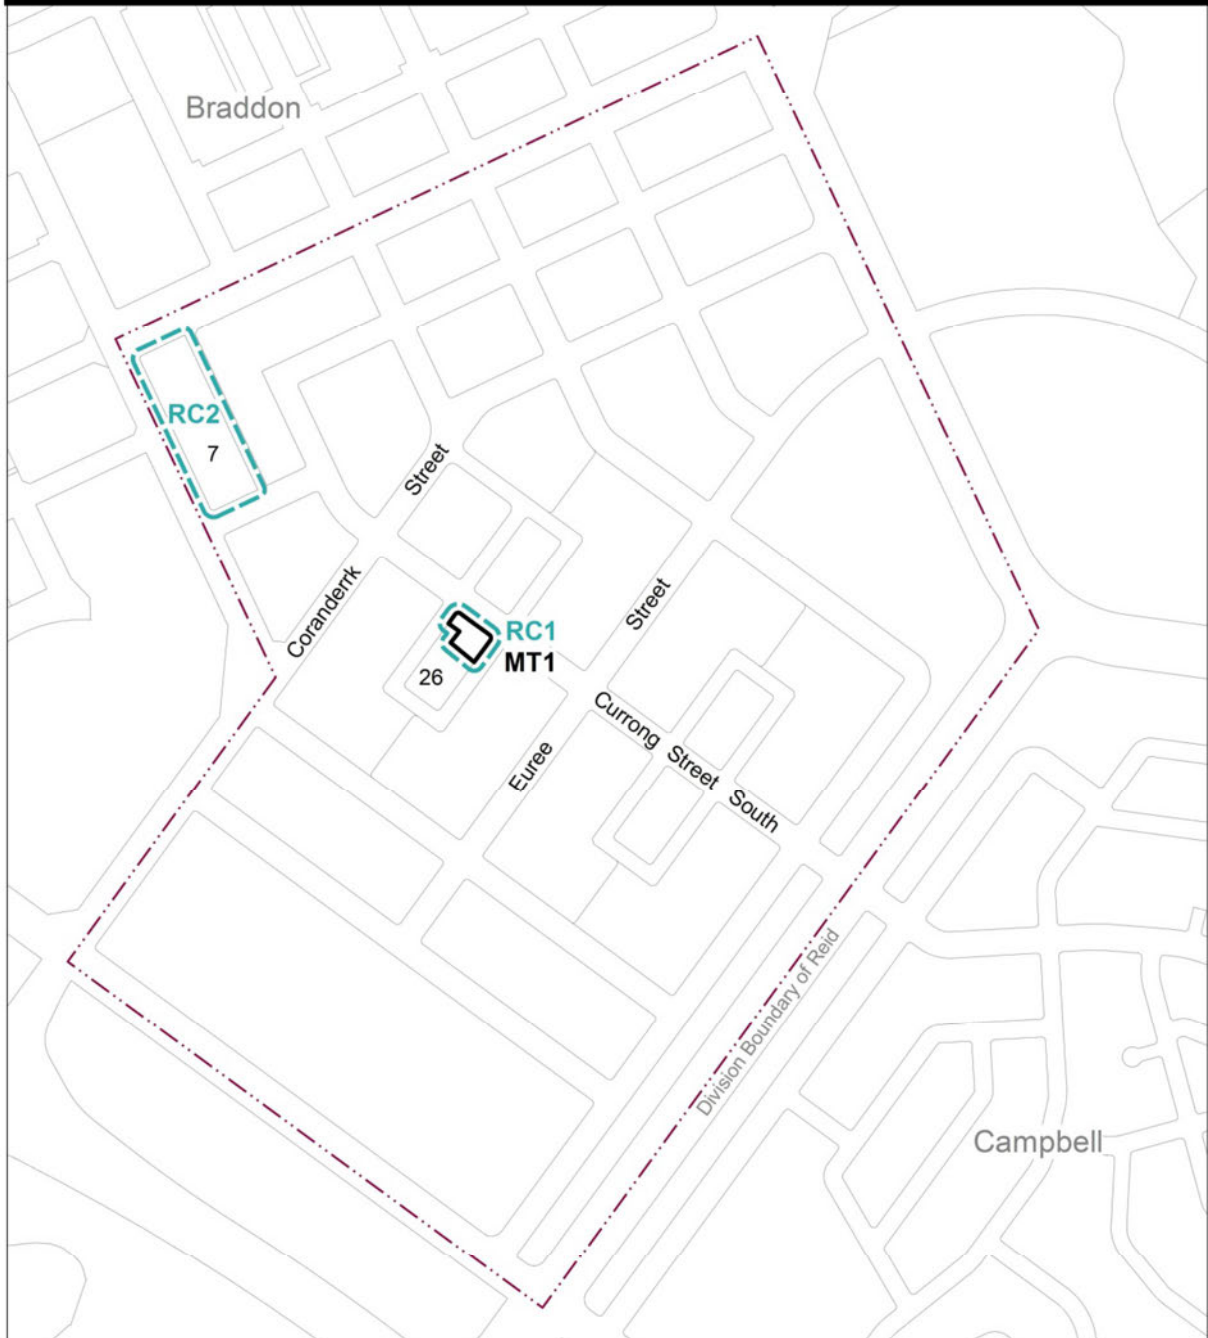 Braddon
RC2
7
Street
Coranderrk
Street
RC1
MT1
26
Currong Street South
Euree
Division Boundary of Reid
Campbell